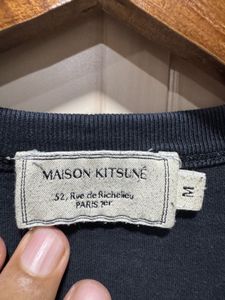 MAISON KITSUNÉ
52, Rue de Richelieu
PARIS 1er
M